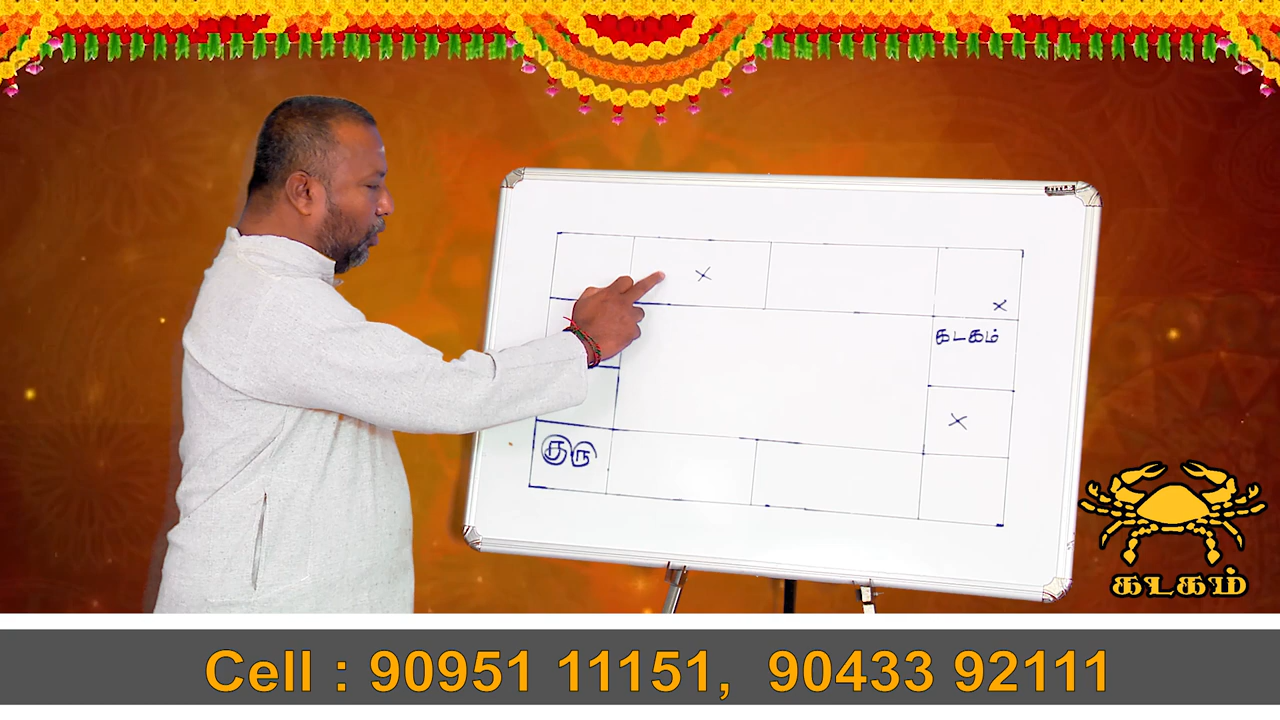 ×
×
கடகம்
×
குரு
கடகம்
Cell : 90951 11151, 90433 92111